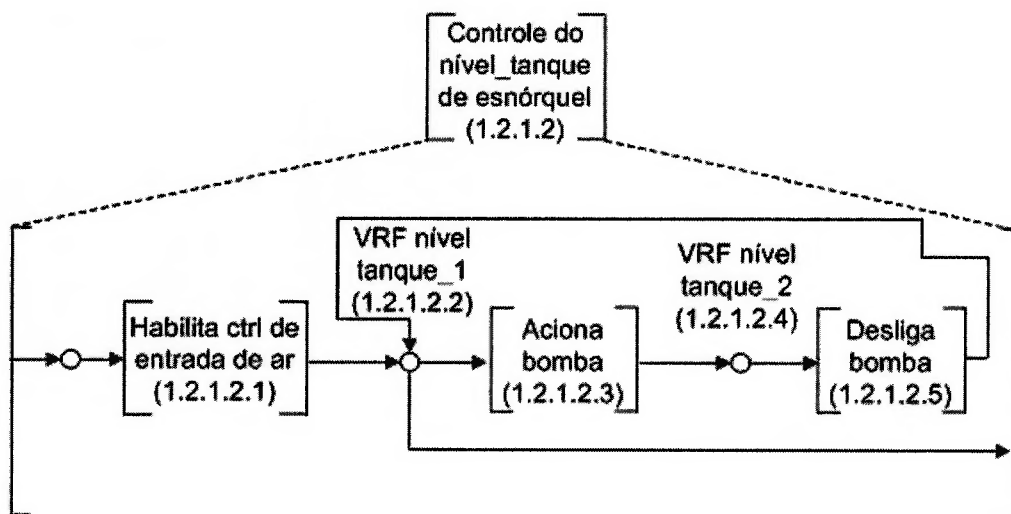 Controle do
nível_tanque
de esnórquel
(1.2.1.2)
VRF nível
tanque_1
(1.2.1.2.2)
VRF nível
tanque_2
(1.2.1.2.4)
Habilita ctrl de
entrada de ar
(1.2.1.2.1)
Aciona
bomba
(1.2.1.2.3)
Desliga
bomba
(1.2.1.2.5)